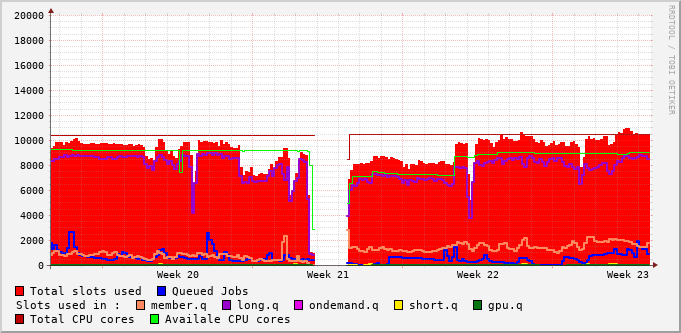 RRDTOOL / TOBI OETIKER
20000
18000
16000
14000
12000
10000
8000
6000
4000
2000
0
Week 20 Week 21 Week 22 Week 23
Total slots used Queued Jobs
Slots used in : member.q long.q ondemand.q short.q gpu.q
Total CPU cores Availale CPU cores